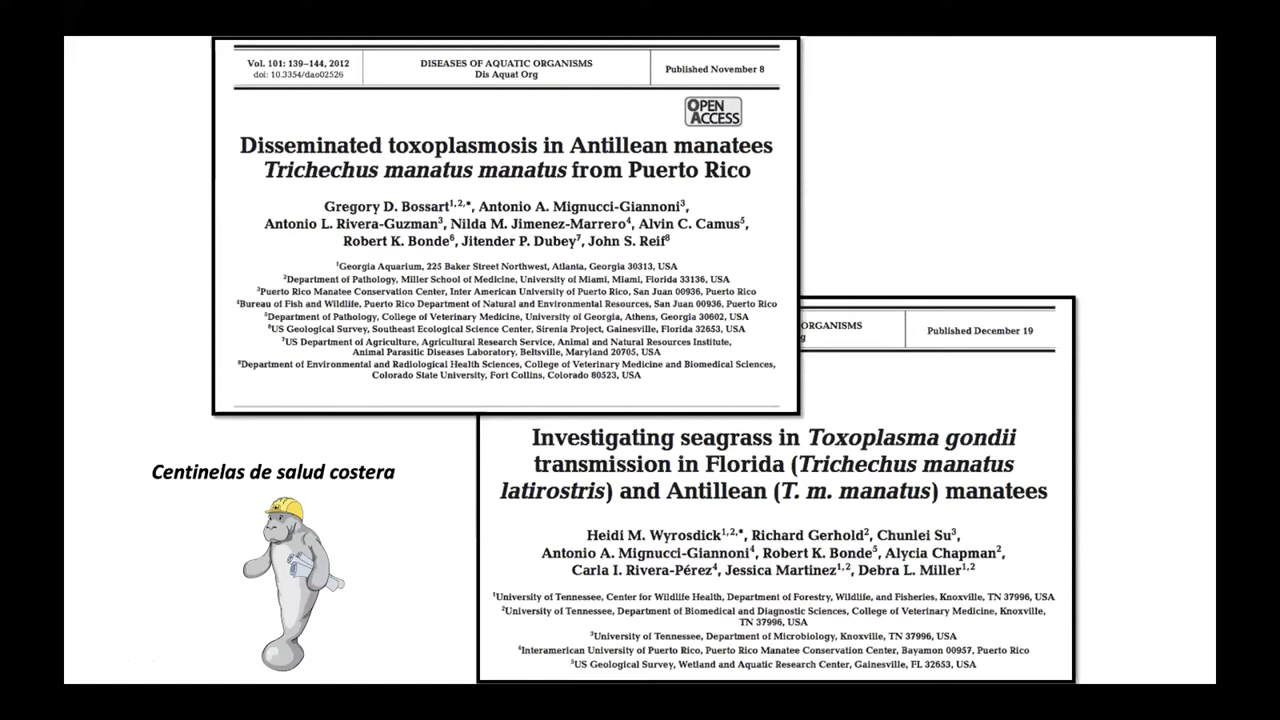 Vol. 101: 139–144, 2012
doi: 10.3354/dao02526
DISEASES OF AQUATIC ORGANISMS
Dis Aquat Org
Published November 8
OPEN
ACCESS
Disseminated toxoplasmosis in Antillean manatees
Trichechus manatus manatus from Puerto Rico
Gregory D. Bossart1,2,*, Antonio A. Mignucci-Giannoni3,
Antonio L. Rivera-Guzman3, Nilda M. Jimenez-Marrero4, Alvin C. Camus5,
Robert K. Bonde6, Jitender P. Dubey7, John S. Reif8
1Georgia Aquarium, 225 Baker Street Northwest, Atlanta, Georgia 30313, USA
2Department of Pathology, Miller School of Medicine, University of Miami, Miami, Florida 33136, USA
3Puerto Rico Manatee Conservation Center, Inter American University of Puerto Rico, San Juan 00936, Puerto Rico
4Bureau of Fish and Wildlife, Puerto Rico Department of Natural and Environmental Resources, San Juan 00936, Puerto Rico
5Department of Pathology, College of Veterinary Medicine, University of Georgia, Athens, Georgia 30602, USA
6US Geological Survey, Southeast Ecological Science Center, Sirenia Project, Gainesville, Florida 32653, USA
7US Department of Agriculture, Agricultural Research Service, Animal and Natural Resources Institute,
Animal Parasitic Diseases Laboratory, Beltsville, Maryland 20705, USA
8Department of Environmental and Radiological Health Sciences, College of Veterinary Medicine and Biomedical Sciences,
Colorado State University, Fort Collins, Colorado 80523, USA
ORGANISMS
g
Published December 19
Investigating seagrass in Toxoplasma gondii
transmission in Florida (Trichechus manatus
latirostris) and Antillean (T. m. manatus) manatees
Heidi M. Wyrosdick1,2,*, Richard Gerhold2, Chunlei Su3,
Antonio A. Mignucci-Giannoni4, Robert K. Bonde5, Alycia Chapman2,
Carla I. Rivera-Pérez4, Jessica Martinez1,2, Debra L. Miller1,2
1University of Tennessee, Center for Wildlife Health, Department of Forestry, Wildlife, and Fisheries, Knoxville, TN 37996, USA
2University of Tennessee, Department of Biomedical and Diagnostic Sciences, College of Veterinary Medicine, Knoxville,
TN 37996, USA
3University of Tennessee, Department of Microbiology, Knoxville, TN 37996, USA
4Interamerican University of Puerto Rico, Puerto Rico Manatee Conservation Center, Bayamon 00957, Puerto Rico
5US Geological Survey, Wetland and Aquatic Research Center, Gainesville, FL 32653, USA
Centinelas de salud costera